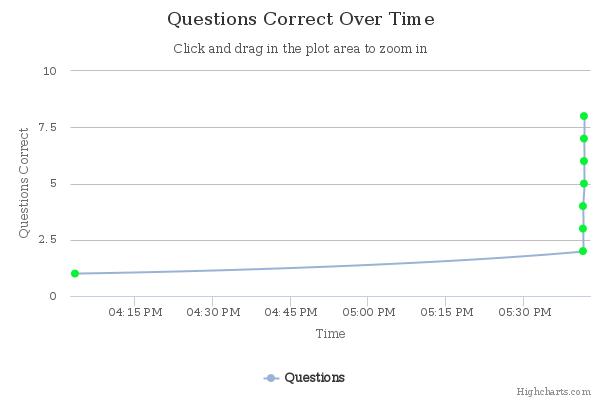 Questions Correct Over Time
Click and drag in the plot area to zoom in
Questions Correct
10
7.5
5
2.5
0
04:15 PM 04:30 PM 04:45 PM 05:00 PM 05:15 PM 05:30 PM
Time
Questions
Highcharts.com